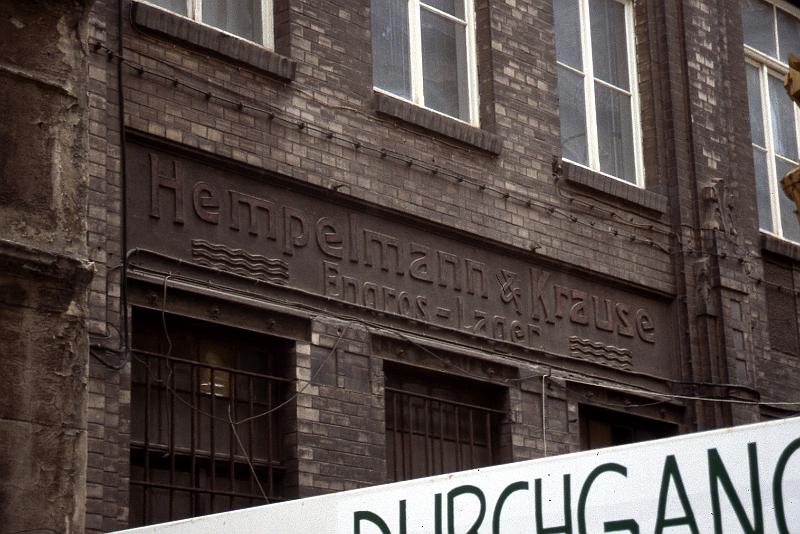 Hempelmann & Krause
Engros-Lager
DURCHGANG